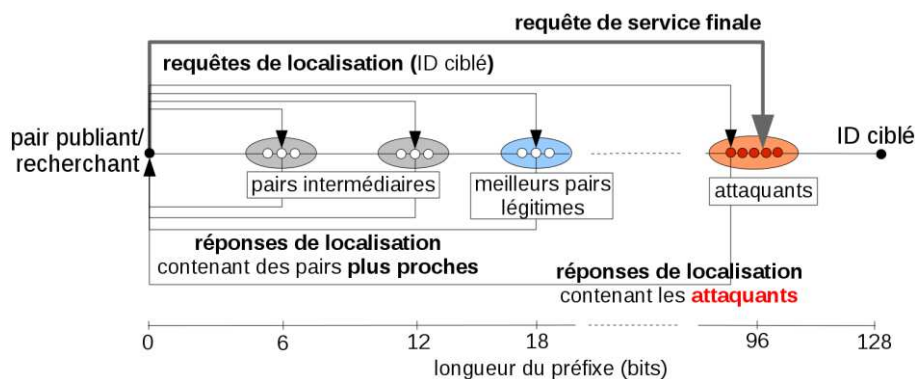 requête de service finale
requêtes de localisation (ID ciblé)
pair publiant/
recherchant
ID ciblé
pairs intermédiaires
meilleurs pairs
légitimes
attaquants
réponses de localisation
contenant des pairs plus proches
réponses de localisation
contenant les attaquants
0 6 12 18 96 128
longueur du préfixe (bits)